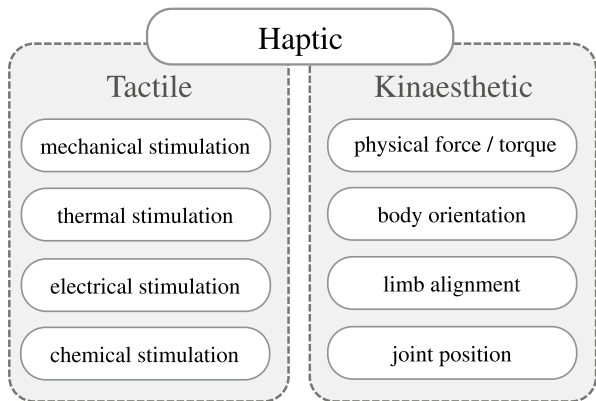 Haptic
Tactile
mechanical stimulation
thermal stimulation
electrical stimulation
chemical stimulation
Kinaesthetic
physical force / torque
body orientation
limb alignment
joint position